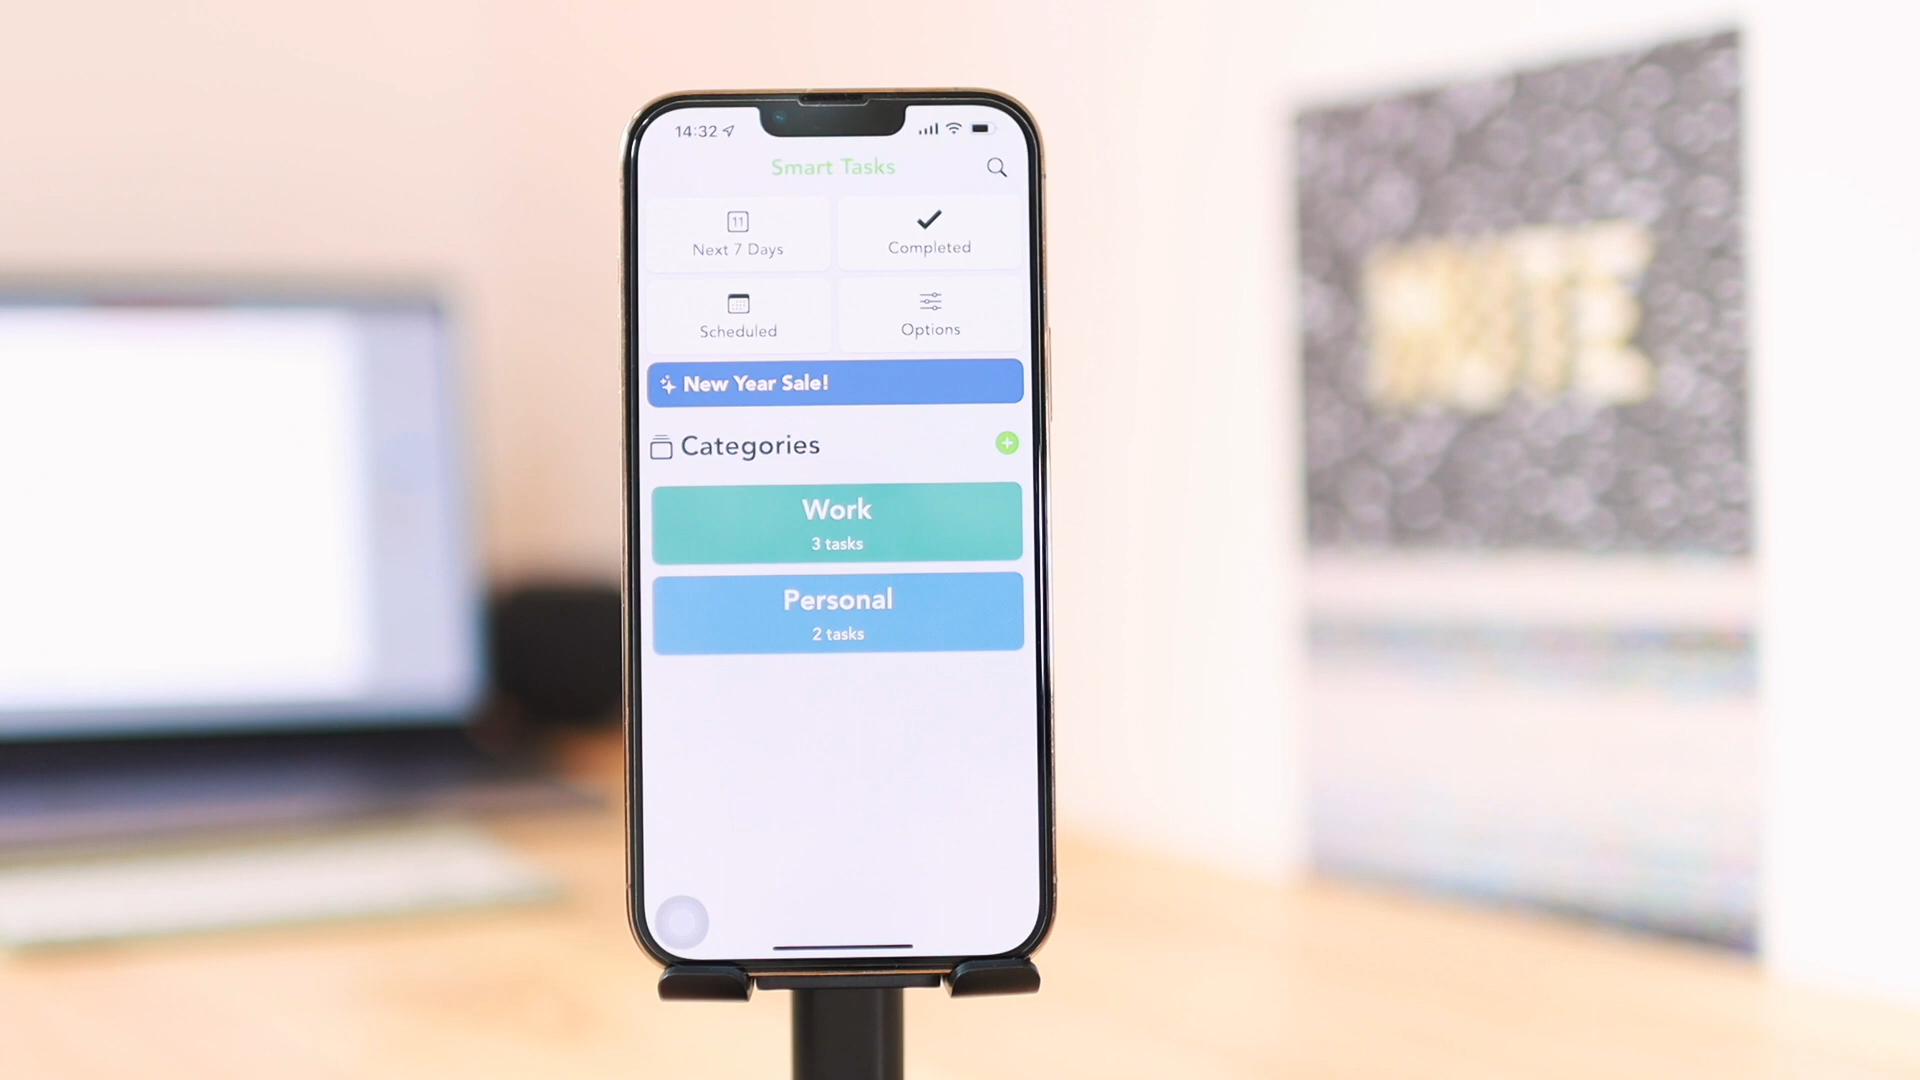 14:32
Smart Tasks
11
Next 7 Days
Completed
Scheduled
Options
New Year Sale!
Categories
Work
3 tasks
Personal
2 tasks